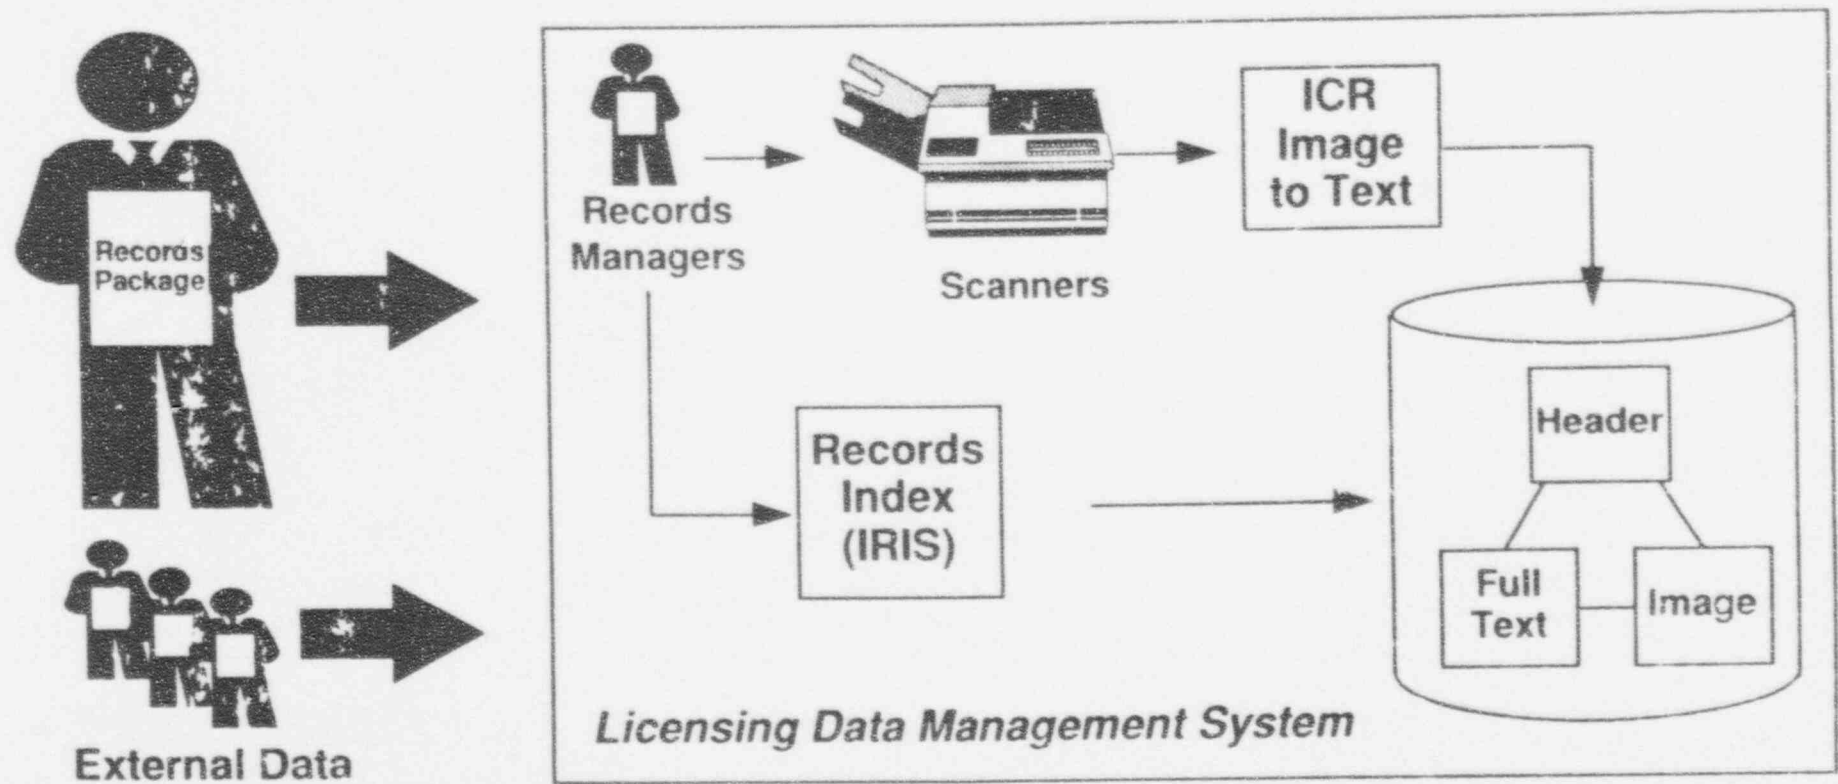 Records
Package
External Data
Records
Managers
Scanners
ICR
Image
to Text
Records
Index
(IRIS)
Header
Full
Text
Image
Licensing Data Management System